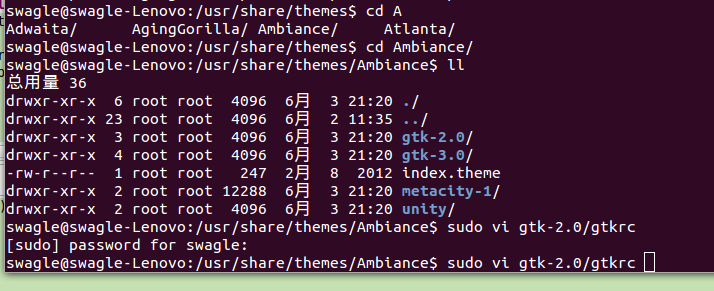 swagle@swagle-Lenovo:/usr/share/themes$ cd A
Adwaita/ AgingGorilla/ Ambiance/ Atlanta/
swagle@swagle-Lenovo:/usr/share/themes$ cd Ambiance/
swagle@swagle-Lenovo:/usr/share/themes/Ambiance$ ll
总用量 36
drwxr-xr-x 6 root root 4096 6月 3 21:20 ./
drwxr-xr-x 23 root root 4096 6月 2 11:35 ../
drwxr-xr-x 3 root root 4096 6月 3 21:20 gtk-2.0/
drwxr-xr-x 4 root root 4096 6月 3 21:20 gtk-3.0/
-rw-r--r-- 1 root root 247 2月 8 2012 index.theme
drwxr-xr-x 2 root root 12288 6月 3 21:20 metacity-1/
drwxr-xr-x 2 root root 4096 6月 3 21:20 unity/
swagle@swagle-Lenovo:/usr/share/themes/Ambiance$ sudo vi gtk-2.0/gtkrc
[sudo] password for swagle:
swagle@swagle-Lenovo:/usr/share/themes/Ambiance$ sudo vi gtk-2.0/gtkrc